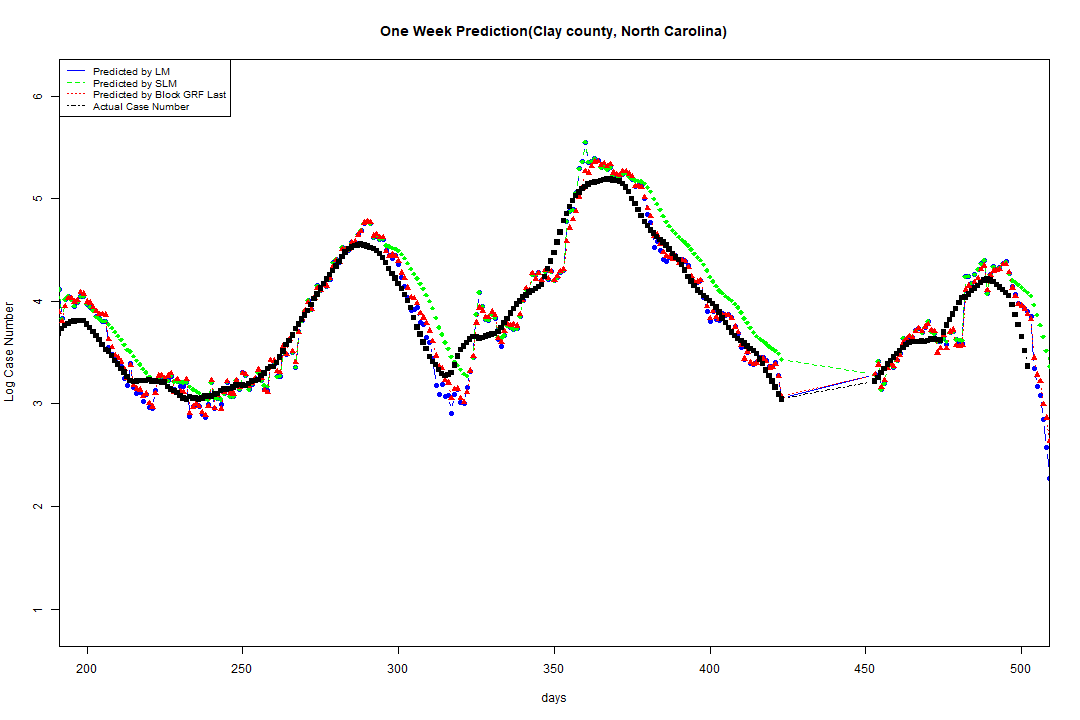 One Week Prediction(Clay county, North Carolina)
Predicted by LM
Predicted by SLM
Predicted by Block GRF Last
Actual Case Number
6
5
4
3
2
1
Log Case Number
200 250 300 350 400 450 500
days